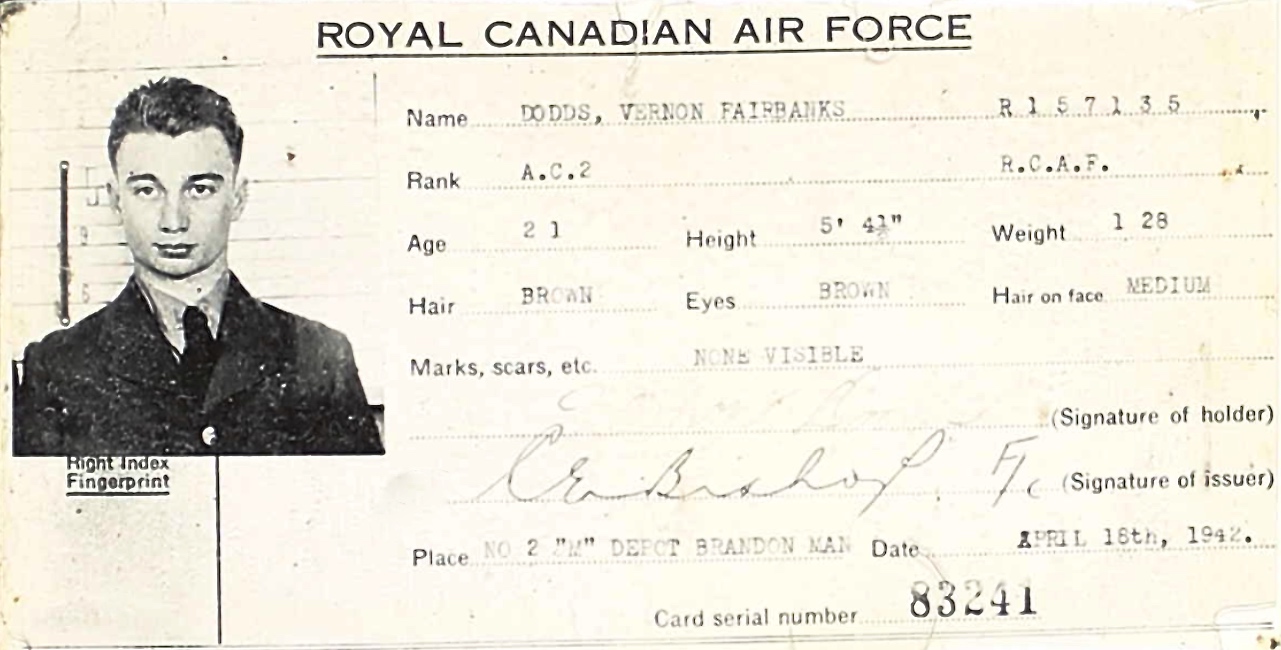 ROYAL CANADIAN AIR FORCE
Name DODDS, VERNON FAIRBANKS R 1 5 7 1 3 5
Rank A.C.2 R.C.A.F.
Age 2 1 Height 5' 4½" Weight 1 28
Hair BROWN Eyes BROWN Hair on face MEDIUM
Marks, scars, etc. NONE VISIBLE
(Signature of holder)
CE Bishop (Signature of issuer)
Right Index
Fingerprint
Place NO 2 "M" DEPOT BRANDON MAN Date APRIL 18th, 1942.
Card serial number 83241